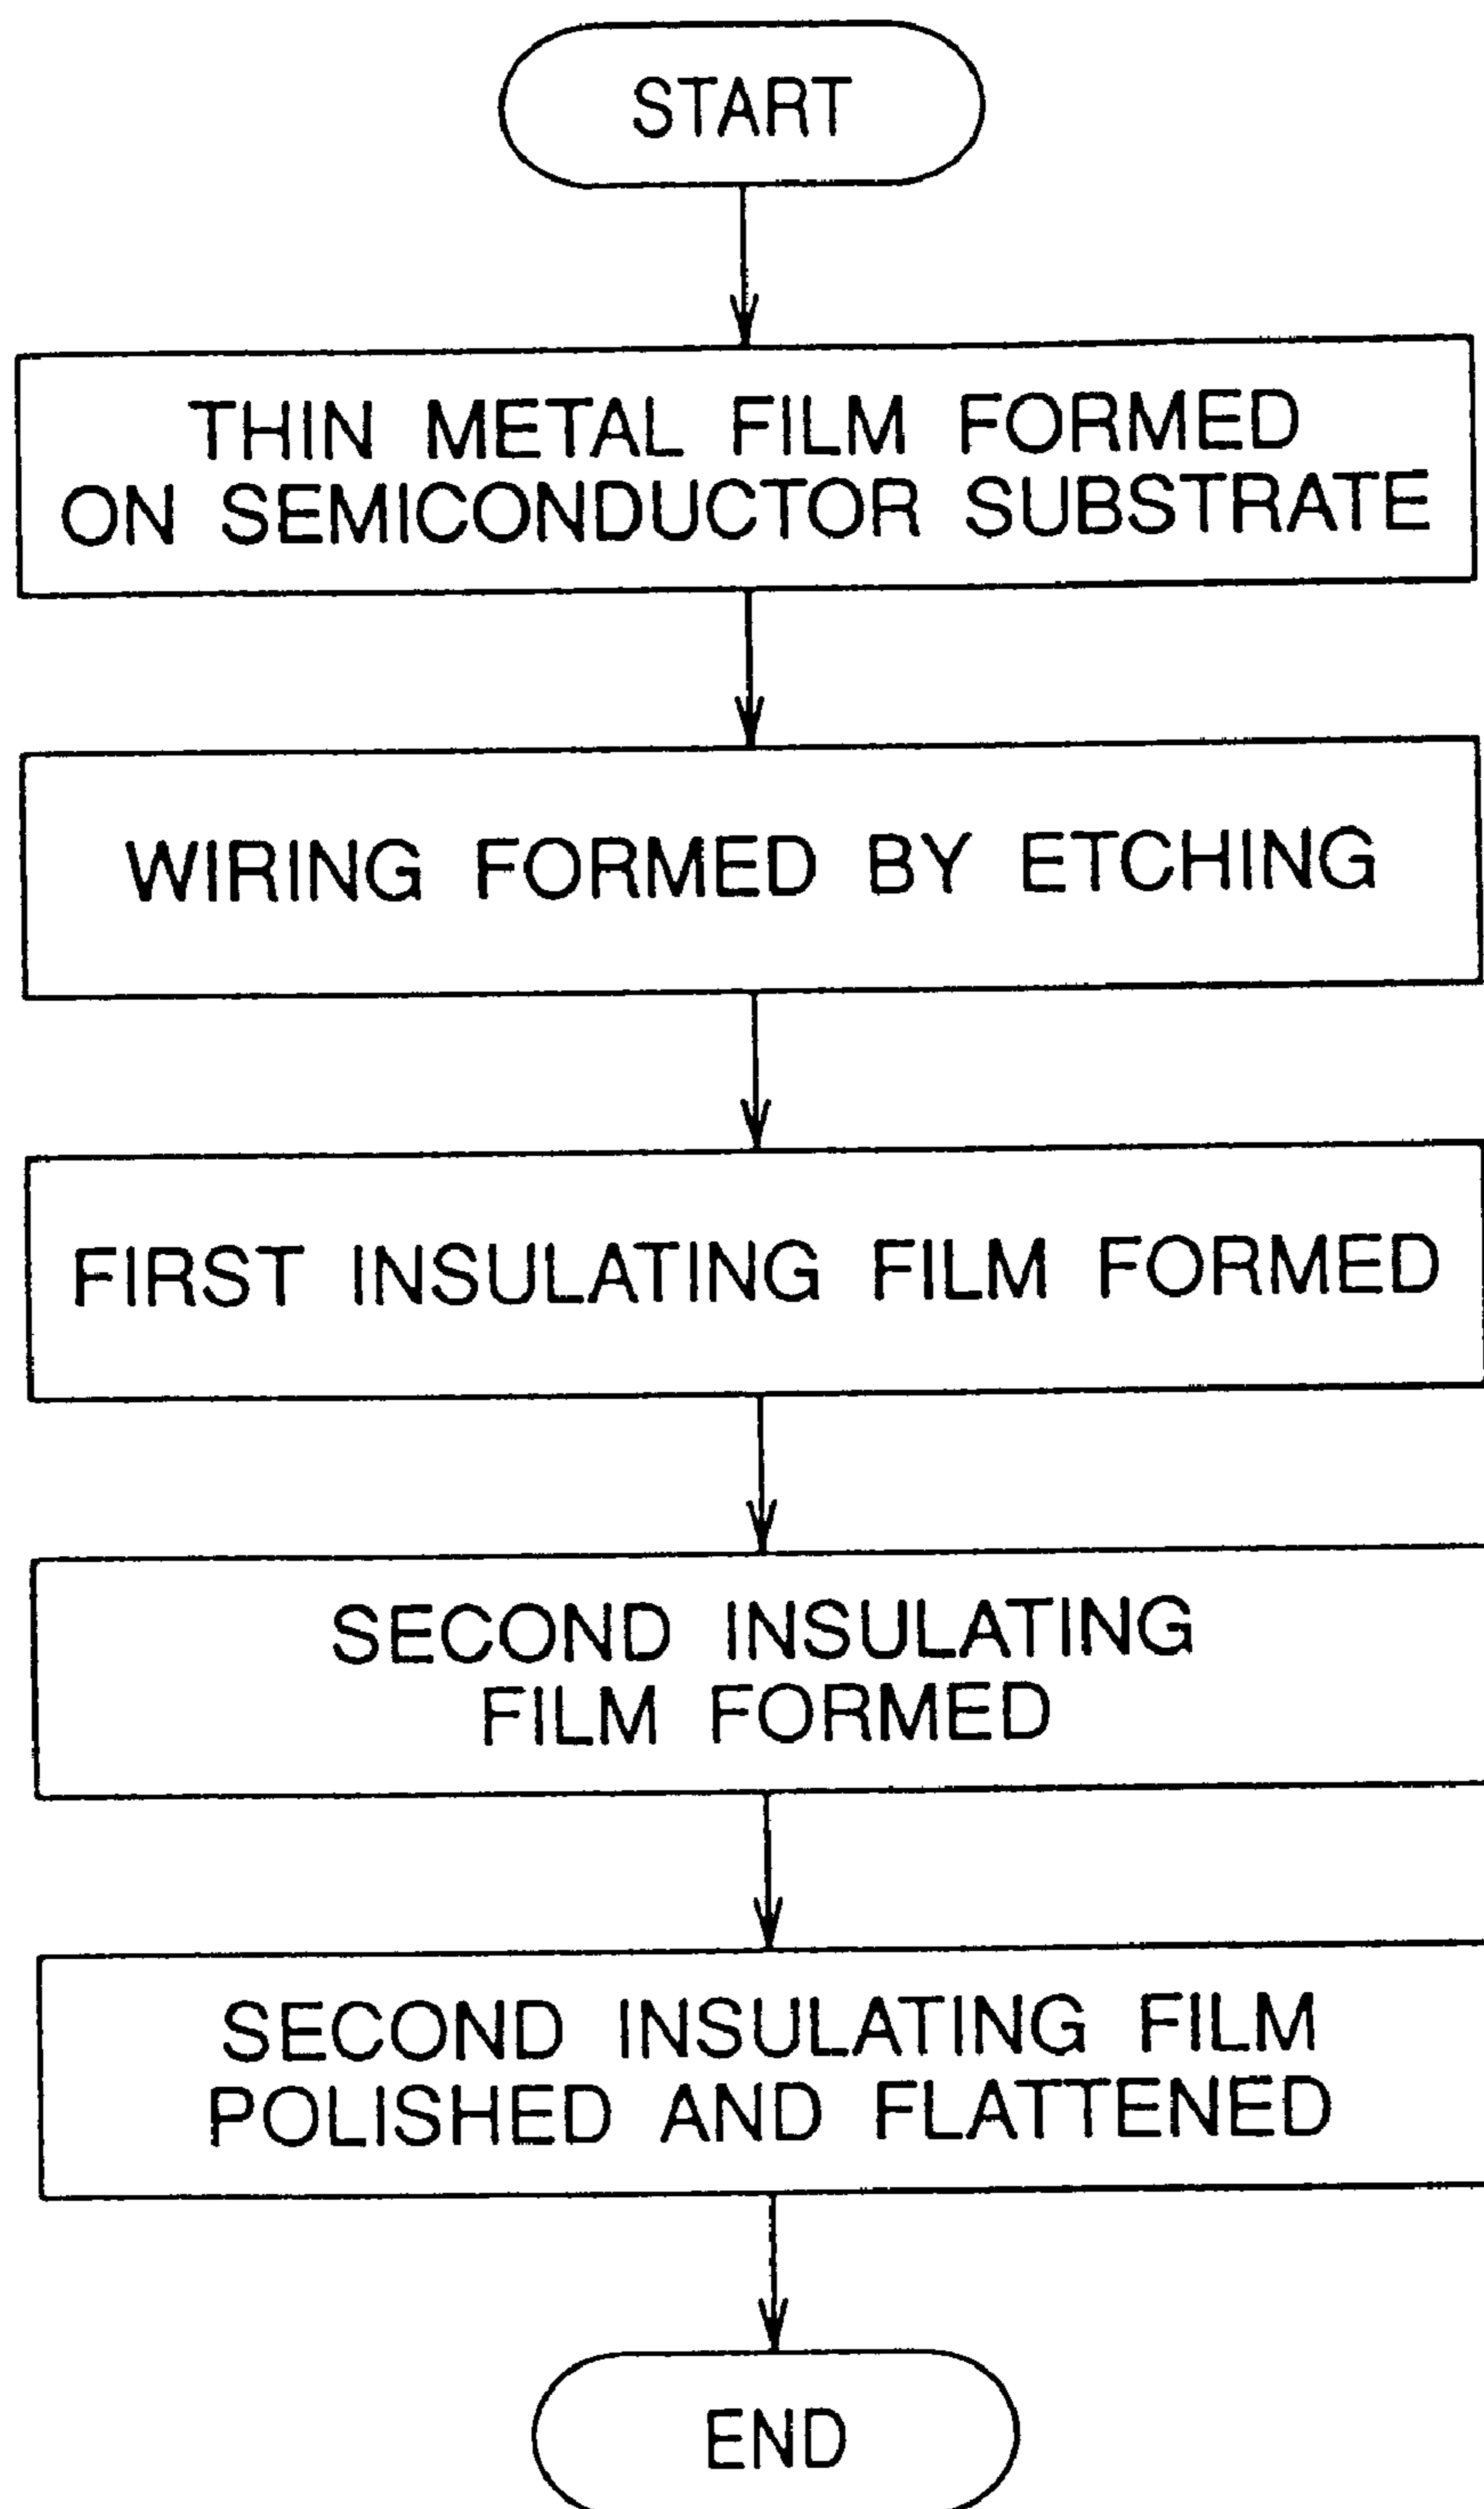 START
THIN METAL FILM FORMED
ON SEMICONDUCTOR SUBSTRATE
WIRING FORMED BY ETCHING
FIRST INSULATING FILM FORMED
SECOND INSULATING
FILM FORMED
SECOND INSULATING FILM
POLISHED AND FLATTENED
END